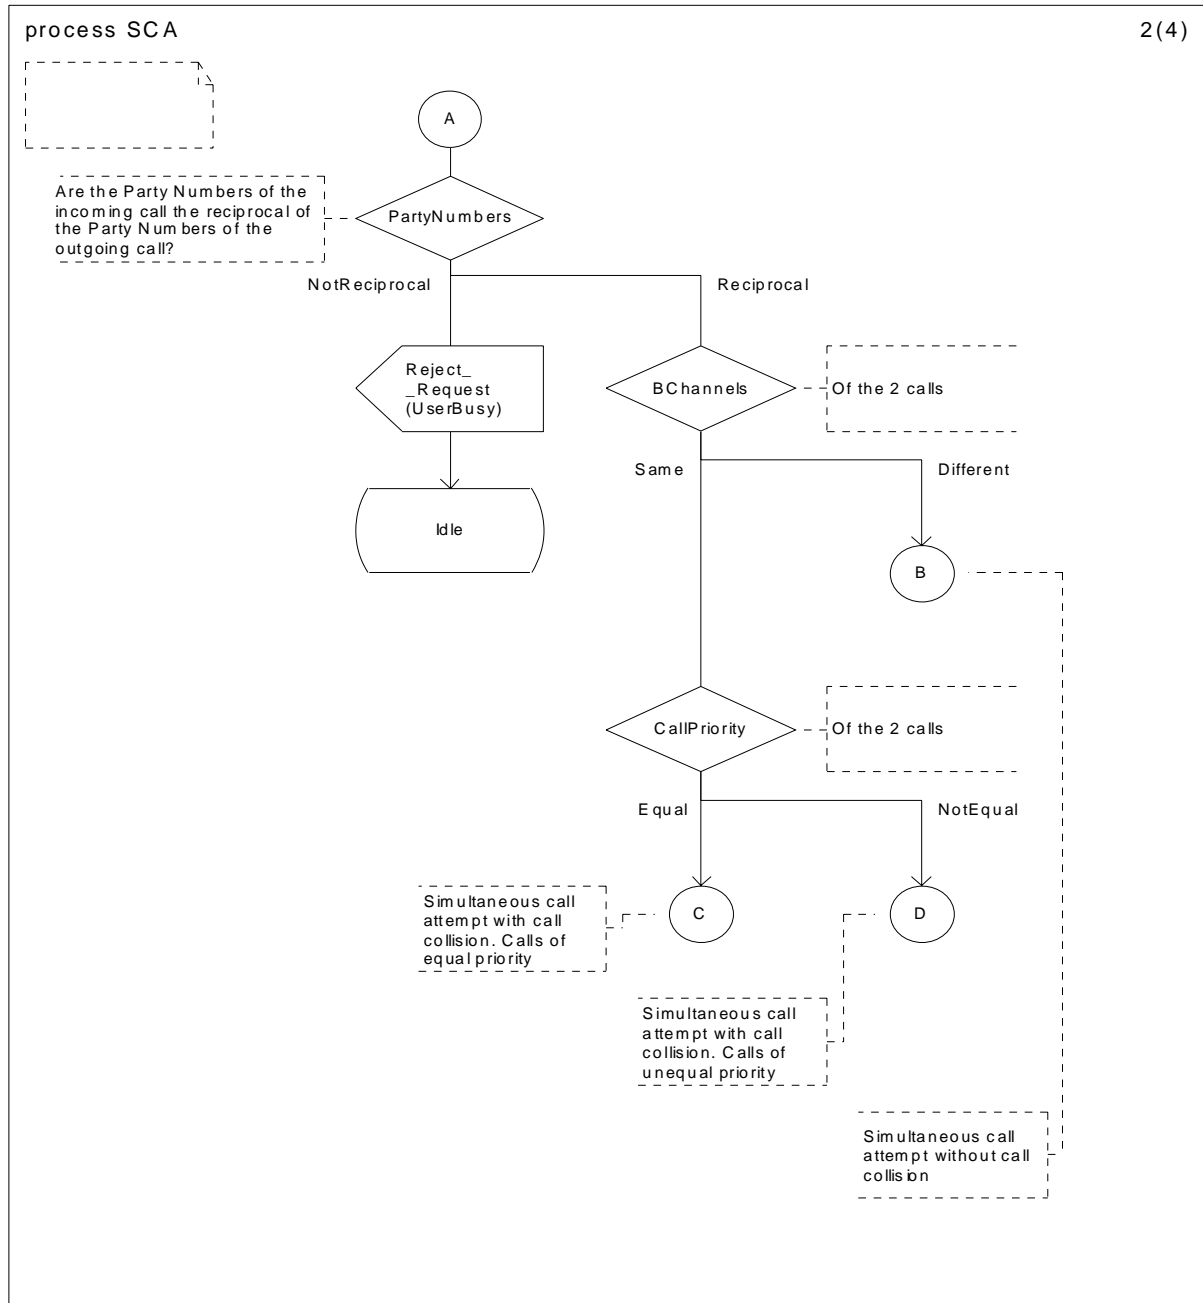 process SCA
2(4)
A
Are the Party Numbers of the
incoming call the reciprocal of
the Party Numbers of the
outgoing call?
PartyNumbers
NotReciprocal
Reciprocal
Reject_
_Request
(UserBusy)
BChannels
Of the 2 calls
Same
Different
Idle
B
CallPriority
Of the 2 calls
Equal
NotEqual
Simultaneous call
attempt with call
collision. Calls of
equal priority
C
D
Simultaneous call
attempt with call
collision. Calls of
unequal priority
Simultaneous call
attempt without call
collision